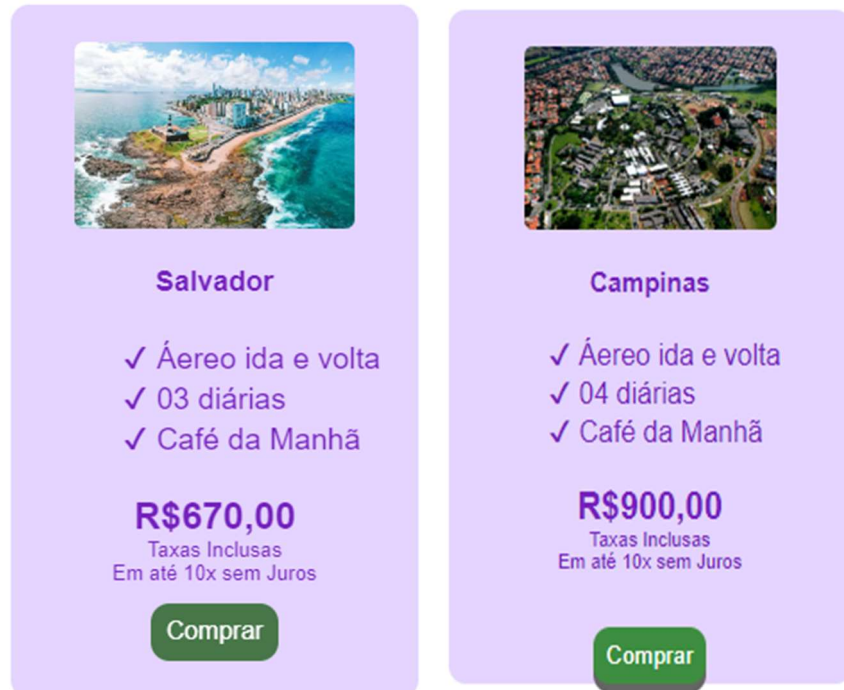 Salvador
✓ Áereo ida e volta
✓ 03 diárias
✓ Café da Manhã
R$670,00
Taxas Inclusas
Em até 10x sem Juros
Comprar
Campinas
✓ Áereo ida e volta
✓ 04 diárias
✓ Café da Manhã
R$900,00
Taxas Inclusas
Em até 10x sem Juros
Comprar